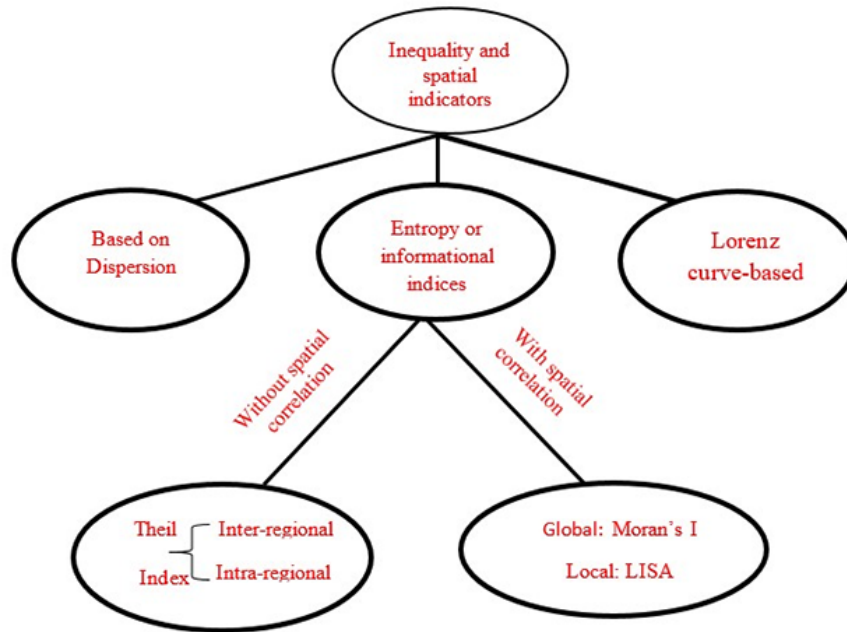 Inequality and
spatial
indicators
Based on
Dispersion
Entropy or
informational
indices
Lorenz
curve-based
Without spatial
correlation
With spatial
correlation
Theil
Index
Inter-regional
Intra-regional
Global: Moran's I
Local: LISA